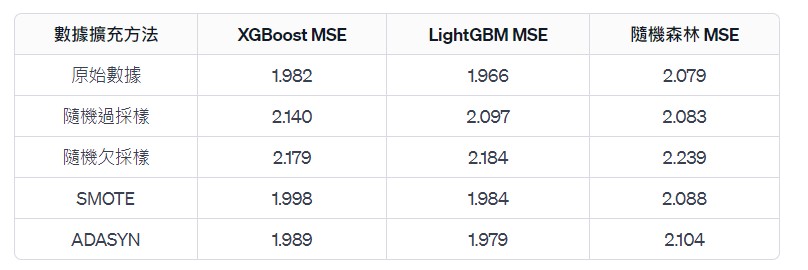 數據擴充方法 XGBoost MSE LightGBM MSE 隨機森林 MSE
原始數據 1.982 1.966 2.079
隨機過採樣 2.140 2.097 2.083
隨機欠採樣 2.179 2.184 2.239
SMOTE 1.998 1.984 2.088
ADASYN 1.989 1.979 2.104